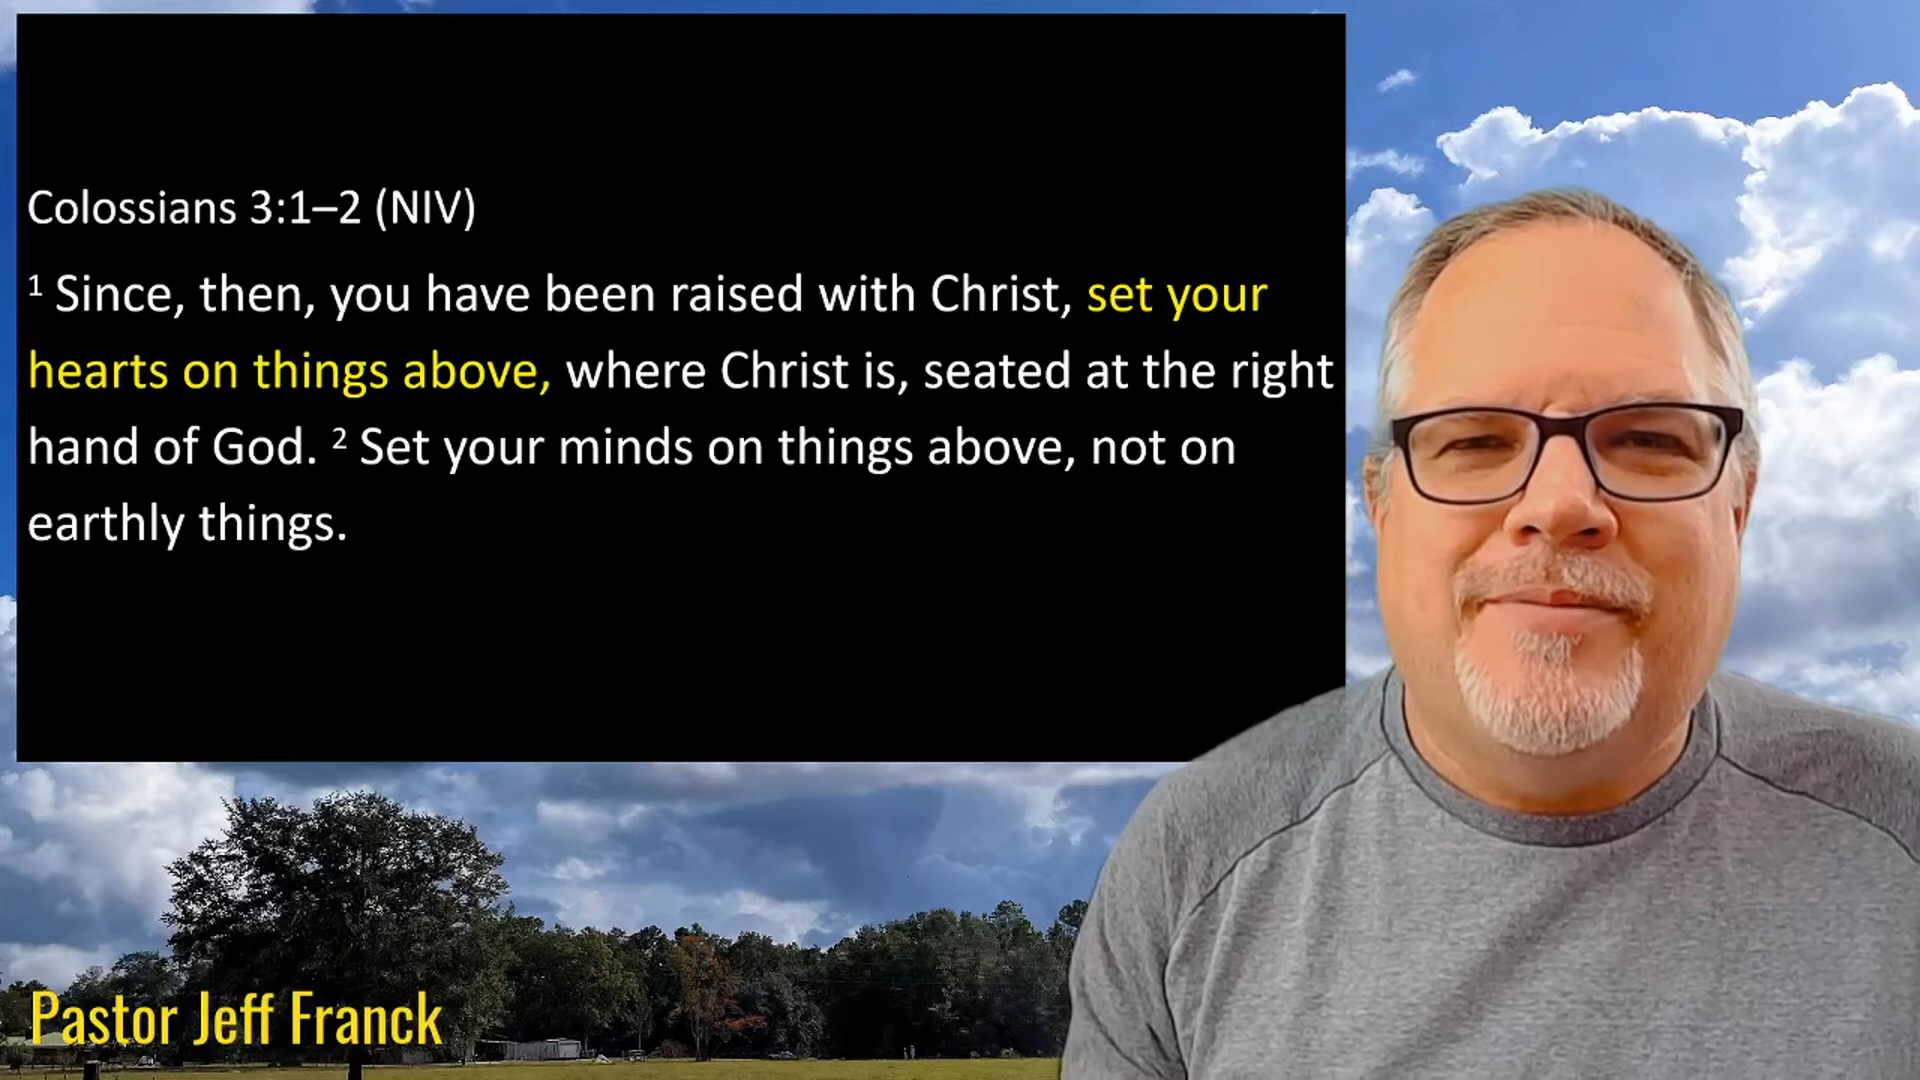 Colossians 3:1–2 (NIV)
¹ Since, then, you have been raised with Christ, set your
hearts on things above, where Christ is, seated at the right
hand of God. ² Set your minds on things above, not on
earthly things.
Pastor Jeff Franck